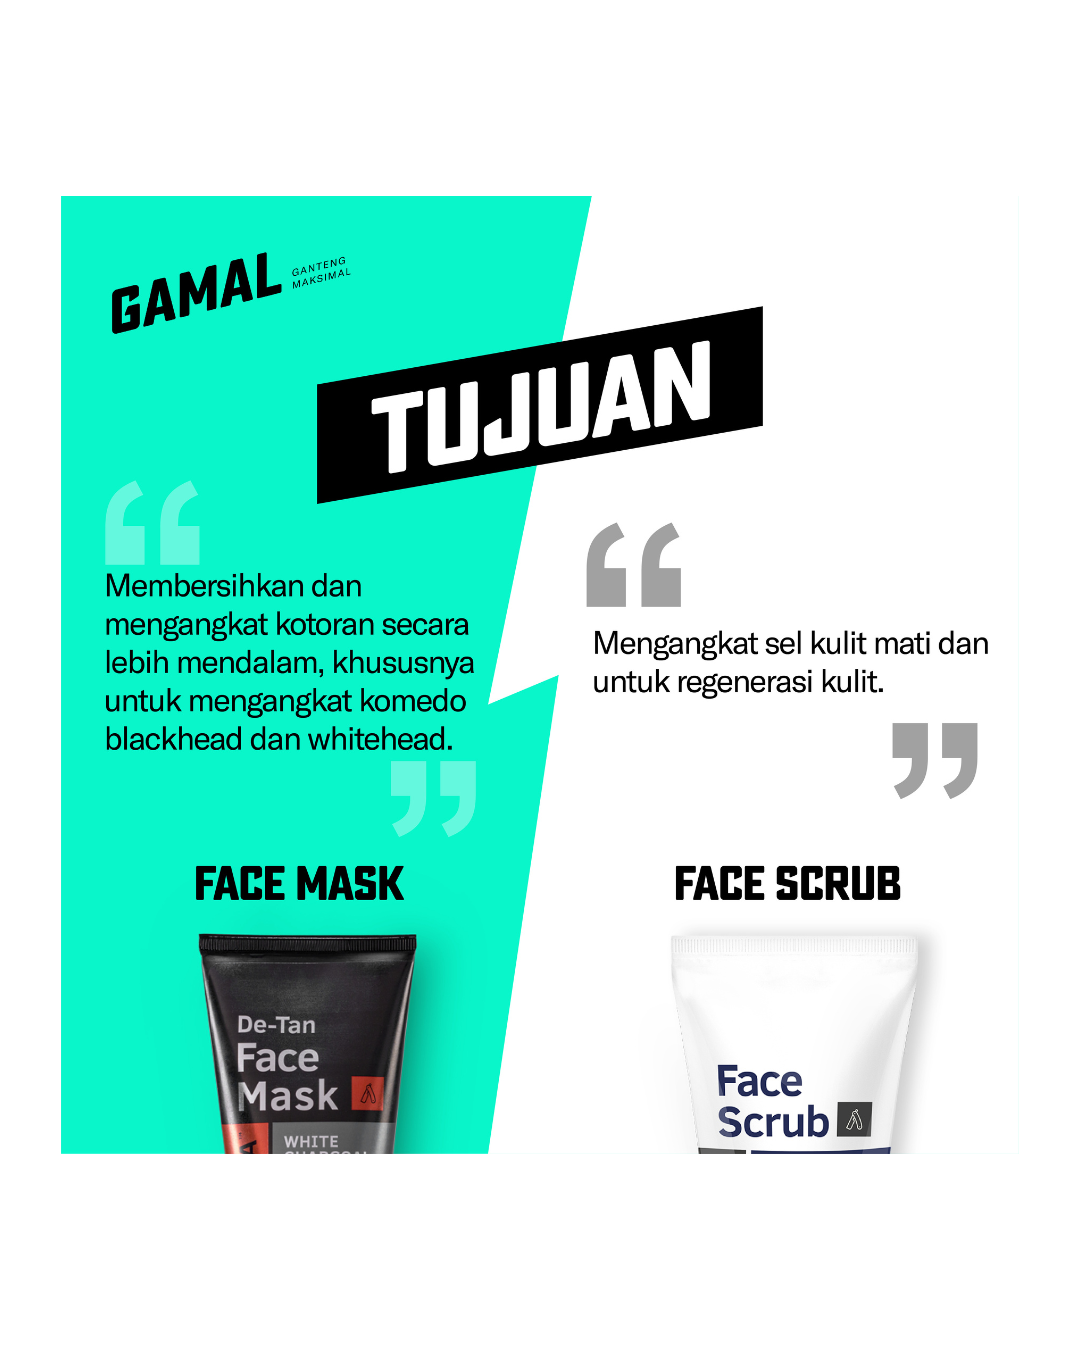 GAMAL
GANTENG
MAKSIMAL
TUJUAN
Membersihkan dan
mengangkat kotoran secara
lebih mendalam, khususnya
untuk mengangkat komedo
blackhead dan whitehead.
Mengangkat sel kulit mati dan
untuk regenerasi kulit.
FACE MASK
FACE SCRUB
De-Tan
Face
Mask
WHITE
Face
Scrub